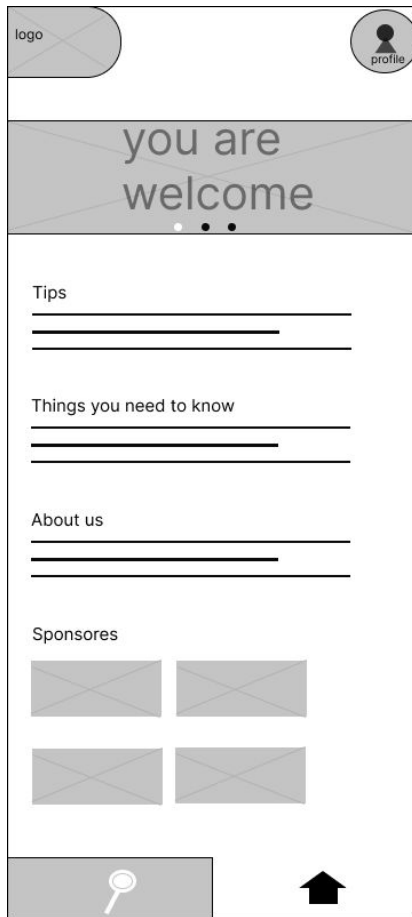 logo
profile
you are
welcome
Tips
Things you need to know
About us
Sponsores